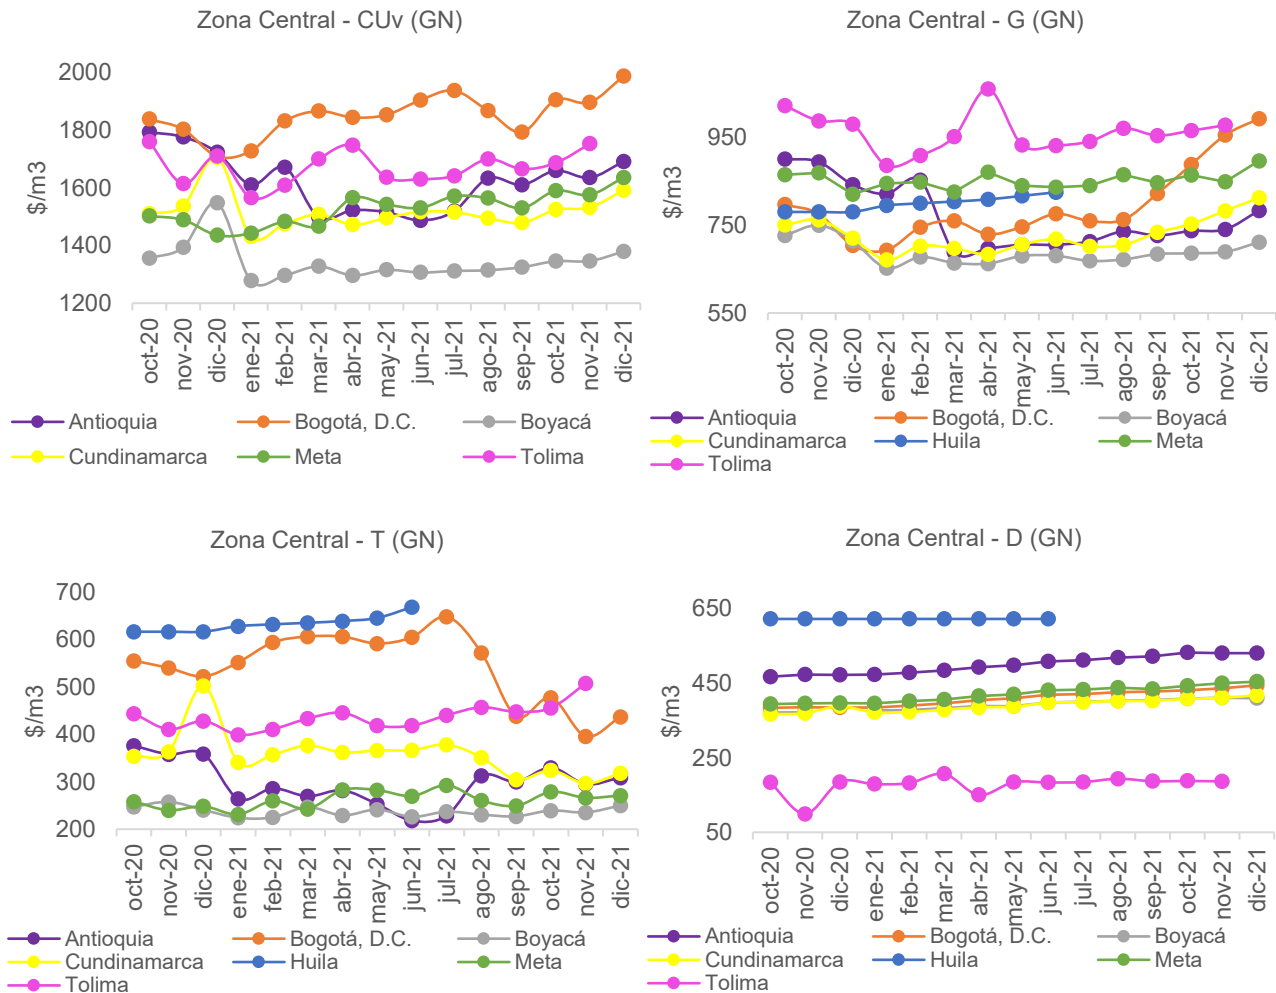 Zona Central - CUv (GN)
$/m3
2000
1800
1600
1400
1200
oct-20
nov-20
dic-20
ene-21
feb-21
mar-21
abr-21
may-21
jun-21
jul-21
ago-21
sep-21
oct-21
nov-21
dic-21
Antioquia
Bogotá, D.C.
Boyacá
Cundinamarca
Meta
Tolima
Zona Central - G (GN)
$/m3
950
750
550
oct-20
nov-20
dic-20
ene-21
feb-21
mar-21
abr-21
may-21
jun-21
jul-21
ago-21
sep-21
oct-21
nov-21
dic-21
Antioquia
Bogotá, D.C.
Boyacá
Cundinamarca
Huila
Meta
Tolima
Zona Central - T (GN)
$/m3
700
600
500
400
300
200
oct-20
nov-20
dic-20
ene-21
feb-21
mar-21
abr-21
may-21
jun-21
jul-21
ago-21
sep-21
oct-21
nov-21
dic-21
Antioquia
Bogotá, D.C.
Boyacá
Cundinamarca
Huila
Meta
Tolima
Zona Central - D (GN)
$/m3
650
450
250
50
oct-20
nov-20
dic-20
ene-21
feb-21
mar-21
abr-21
may-21
jun-21
jul-21
ago-21
sep-21
oct-21
nov-21
dic-21
Antioquia
Bogotá, D.C.
Boyacá
Cundinamarca
Huila
Meta
Tolima